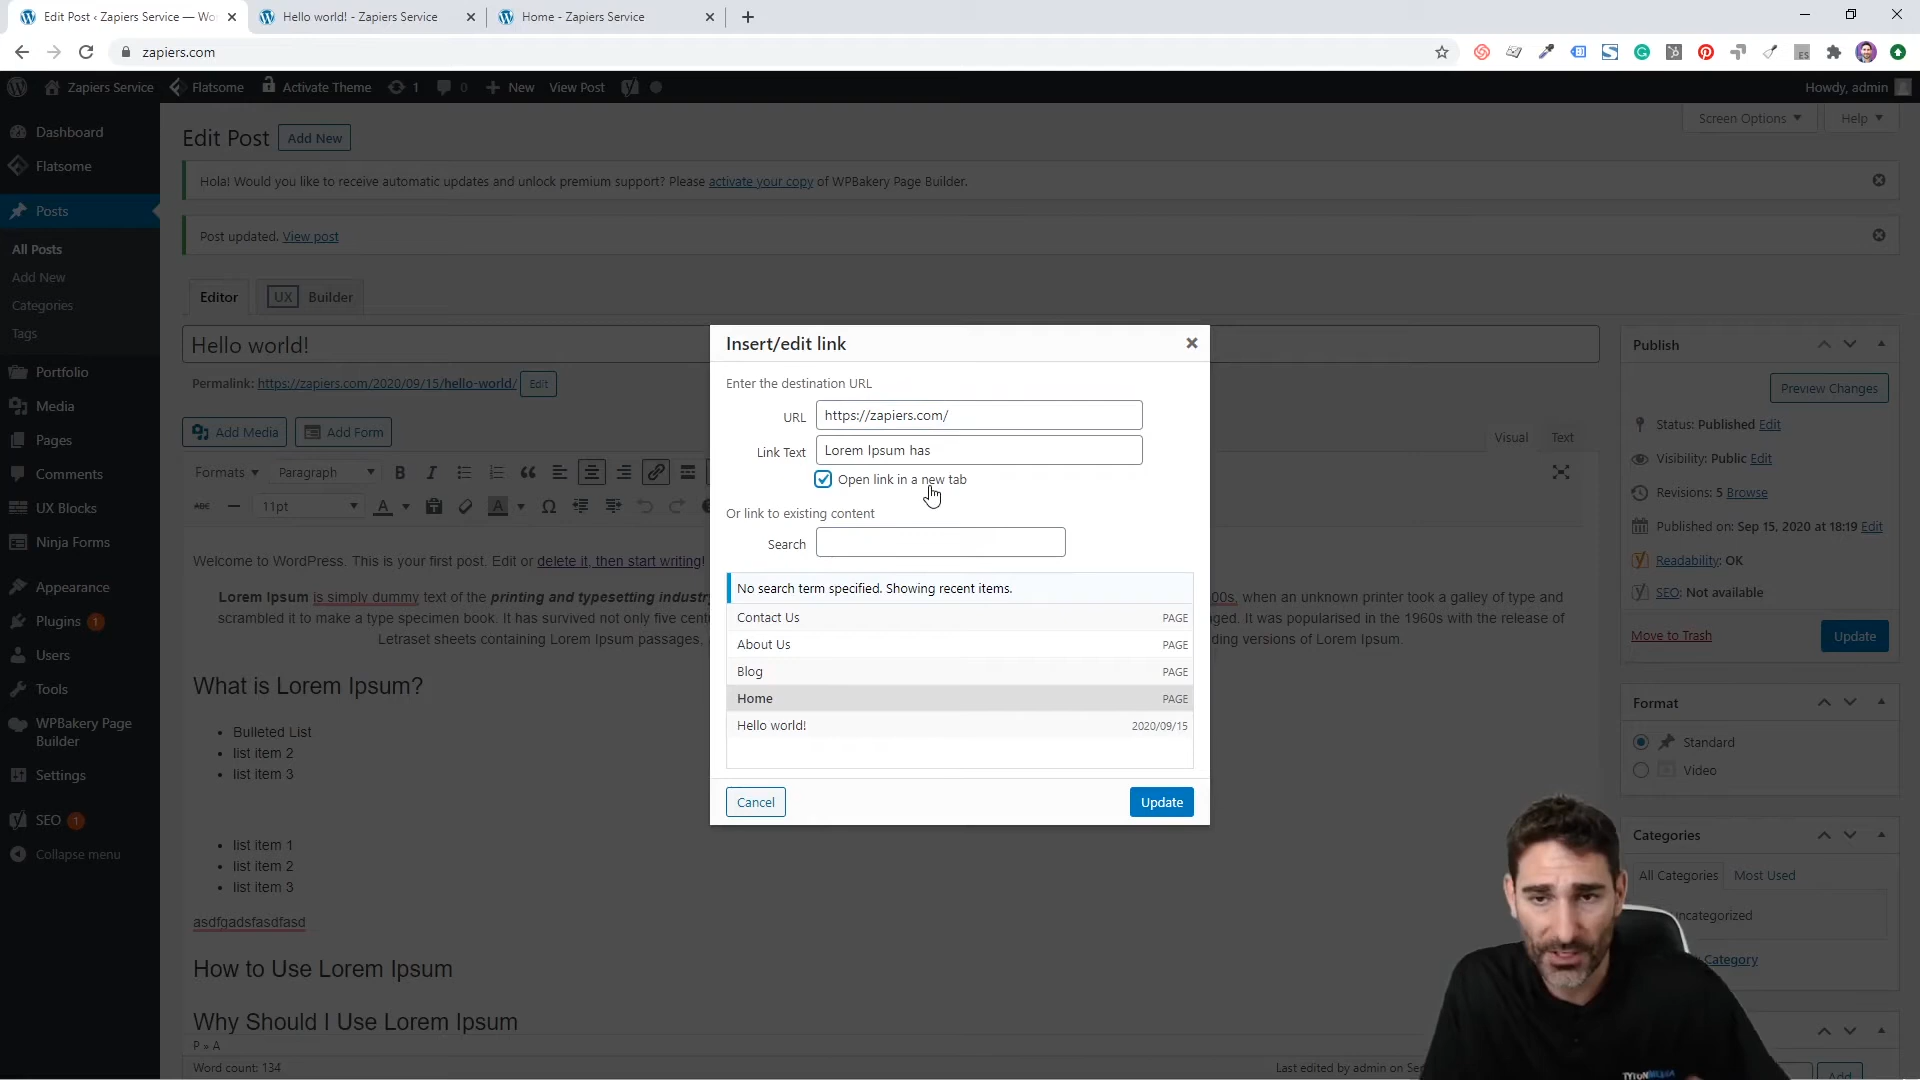 Edit Post ‹ Zapiers Service — Wor
Hello world! - Zapiers Service
Home - Zapiers Service
zapiers.com
Zapiers Service
Flatsome
Activate Theme
1
0
New
View Post
Howdy, admin
Dashboard
Flatsome
Posts
All Posts
Add New
Categories
Tags
Portfolio
Media
Pages
Comments
UX Blocks
Ninja Forms
Appearance
Plugins 1
Users
Tools
WPBakery Page
Builder
Settings
SEO 1
Collapse menu
Edit Post
Add New
Screen Options
Help
Hola! Would you like to receive automatic updates and unlock premium support? Please activate your copy of WPBakery Page Builder.
Post updated. View post
Editor
UX Builder
Hello world!
Permalink: https://zapiers.com/2020/09/15/hello-world/ Edit
Add Media
Add Form
Visual
Text
Formats
Paragraph
B
I
ABC
11pt
A
A
Ω
Welcome to WordPress. This is your first post. Edit or delete it, then start writing!
Lorem Ipsum is simply dummy text of the printing and typesetting industry
00s, when an unknown printer took a galley of type and
scrambled it to make a type specimen book. It has survived not only five cent
ged. It was popularised in the 1960s with the release of
Letraset sheets containing Lorem Ipsum passages,
ding versions of Lorem Ipsum.
What is Lorem Ipsum?
Bulleted List
list item 2
list item 3
list item 1
list item 2
list item 3
asdfgadsfasdfasd
How to Use Lorem Ipsum
Why Should I Use Lorem Ipsum
P » A
Word count: 134
Last edited by admin on Sep
Insert/edit link
Enter the destination URL
URL
https://zapiers.com/
Link Text
Lorem Ipsum has
Open link in a new tab
Or link to existing content
Search
No search term specified. Showing recent items.
Contact Us PAGE
About Us PAGE
Blog PAGE
Home PAGE
Hello world! 2020/09/15
Cancel
Update
Publish
Preview Changes
Status: Published Edit
Visibility: Public Edit
Revisions: 5 Browse
Published on: Sep 15, 2020 at 18:19 Edit
Readability: OK
SEO: Not available
Move to Trash
Update
Format
Standard
Video
Categories
All Categories
Most Used
ncategorized
Category
Add
ES